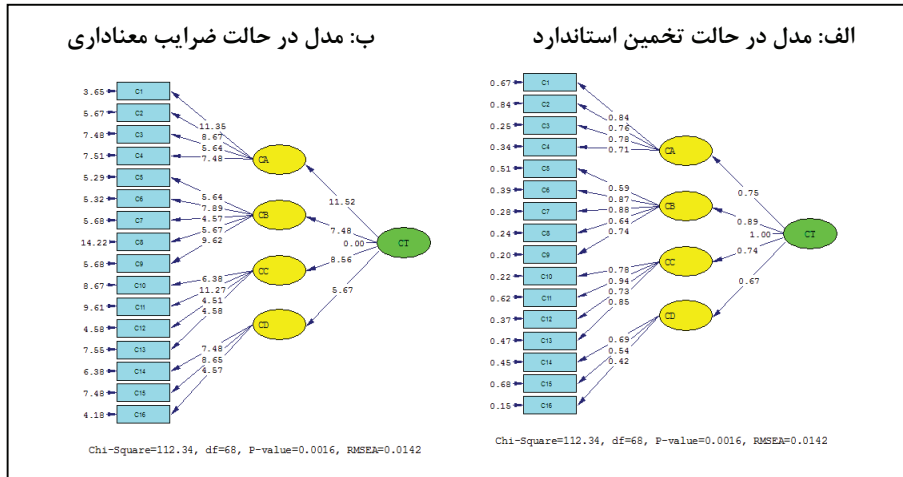 الف: مدل در حالت تخمین استاندارد
ب: مدل در حالت ضرایب معناداری
0.67 C1
0.84 C2
0.25 C3
0.34 C4
0.51 C5
0.39 C6
0.28 C7
0.24 C8
0.20 C9
0.22 C10
0.62 C11
0.37 C12
0.47 C13
0.45 C14
0.68 C15
0.15 C16
0.84
0.76
0.78
0.71
CA
0.59
0.87
0.88
0.64
0.74
CB
0.78
0.94
0.73
0.85
CC
0.69
0.54
0.42
CD
0.75
0.89
1.00
0.74
0.67
CT
Chi-Square=112.34, df=68, P-value=0.0016, RMSEA=0.0142
3.65 C1
5.67 C2
7.48 C3
7.51 C4
5.29 C5
5.32 C6
5.68 C7
14.22 C8
5.68 C9
8.67 C10
9.61 C11
4.58 C12
7.55 C13
6.38 C14
7.48 C15
4.18 C16
11.35
8.67
5.64
7.48
CA
5.64
7.89
4.57
5.67
9.62
CB
6.38
11.27
4.51
4.58
CC
7.48
8.65
4.57
CD
11.52
7.48
0.00
8.56
5.67
CT
Chi-Square=112.34, df=68, P-value=0.0016, RMSEA=0.0142